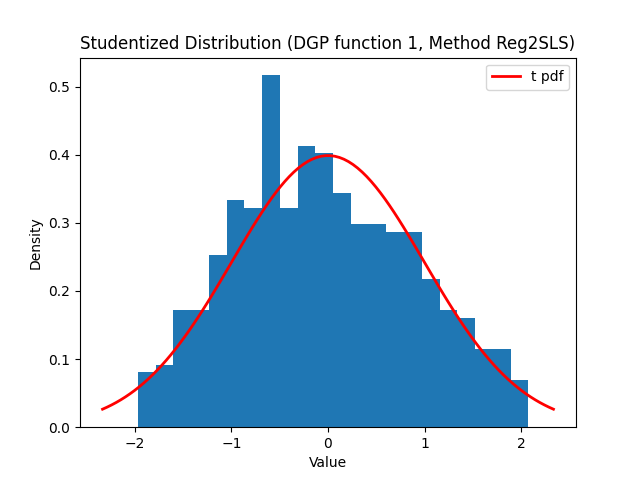 Studentized Distribution (DGP function 1, Method Reg2SLS)
t pdf
0.5
0.4
0.3
0.2
0.1
0.0
Density
−2
−1
0
1
2
Value